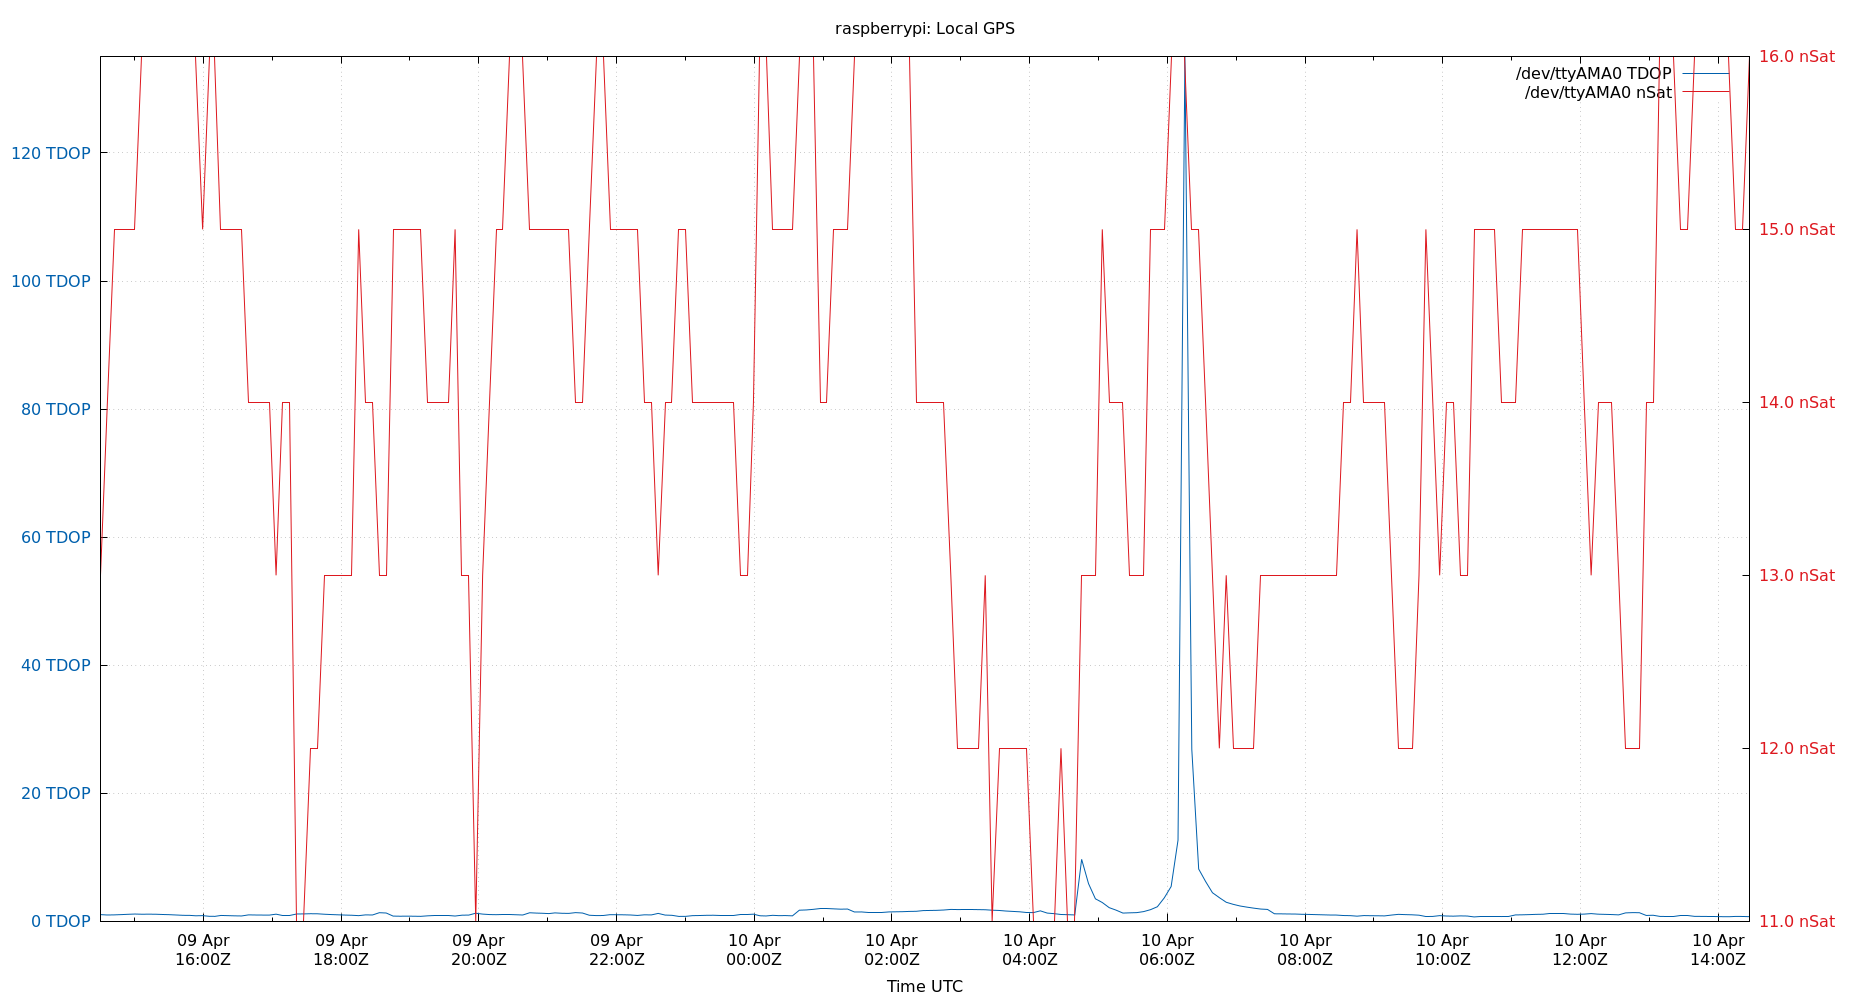 raspberrypi: Local GPS
16.0 nSat
/dev/ttyAMA0 TDOP
/dev/ttyAMA0 nSat
120 TDOP
15.0 nSat
100 TDOP
80 TDOP
14.0 nSat
60 TDOP
13.0 nSat
40 TDOP
12.0 nSat
20 TDOP
0 TDOP
11.0 nSat
09 Apr 09 Apr 09 Apr 09 Apr 10 Apr 10 Apr 10 Apr 10 Apr 10 Apr 10 Apr 10 Apr 10 Apr
16:00Z 18:00Z 20:00Z 22:00Z 00:00Z 02:00Z 04:00Z 06:00Z 08:00Z 10:00Z 12:00Z 14:00Z
Time UTC